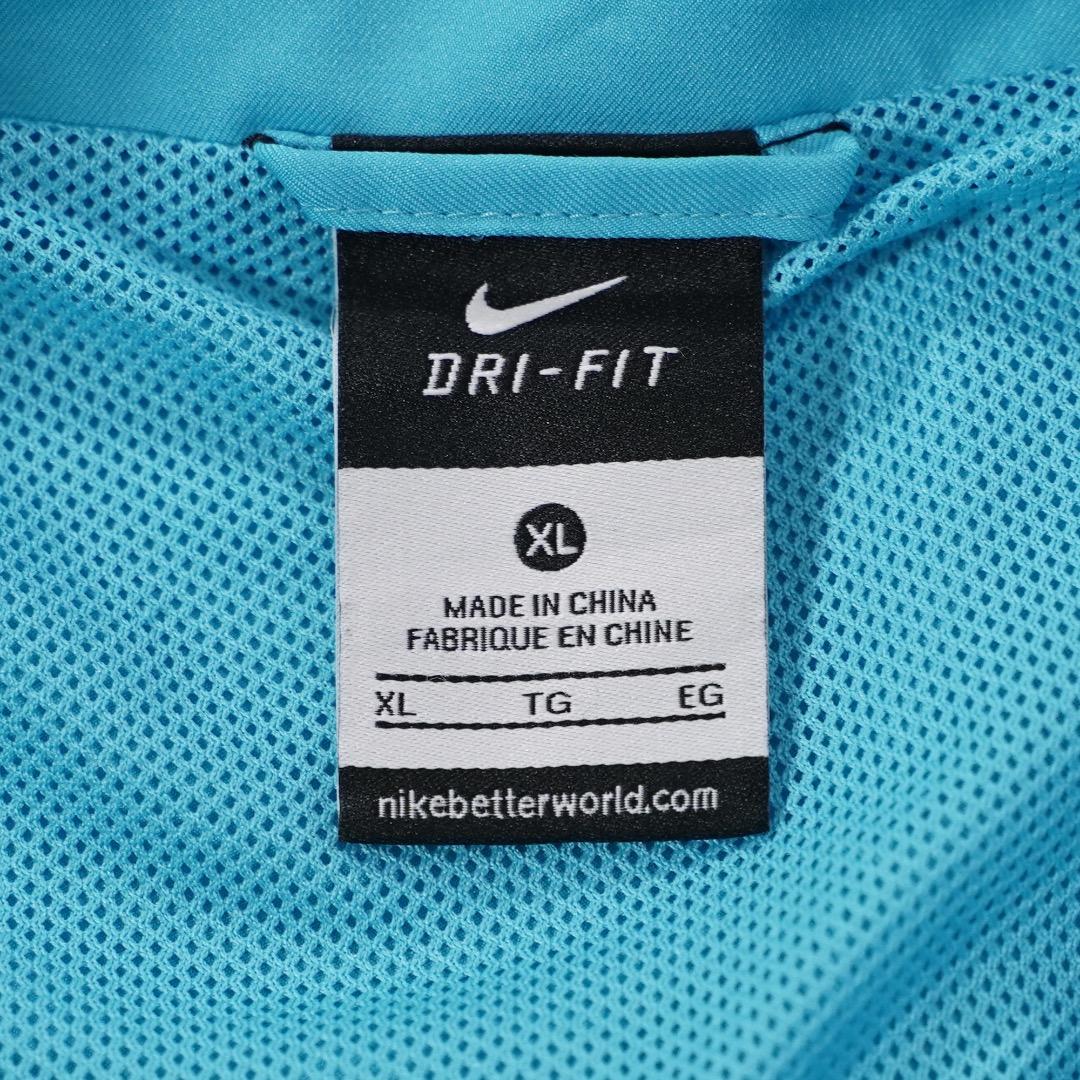 DRI-FIT
XL
MADE IN CHINA
FABRIQUE EN CHINE
XL TG EG
nikebetterworld.com